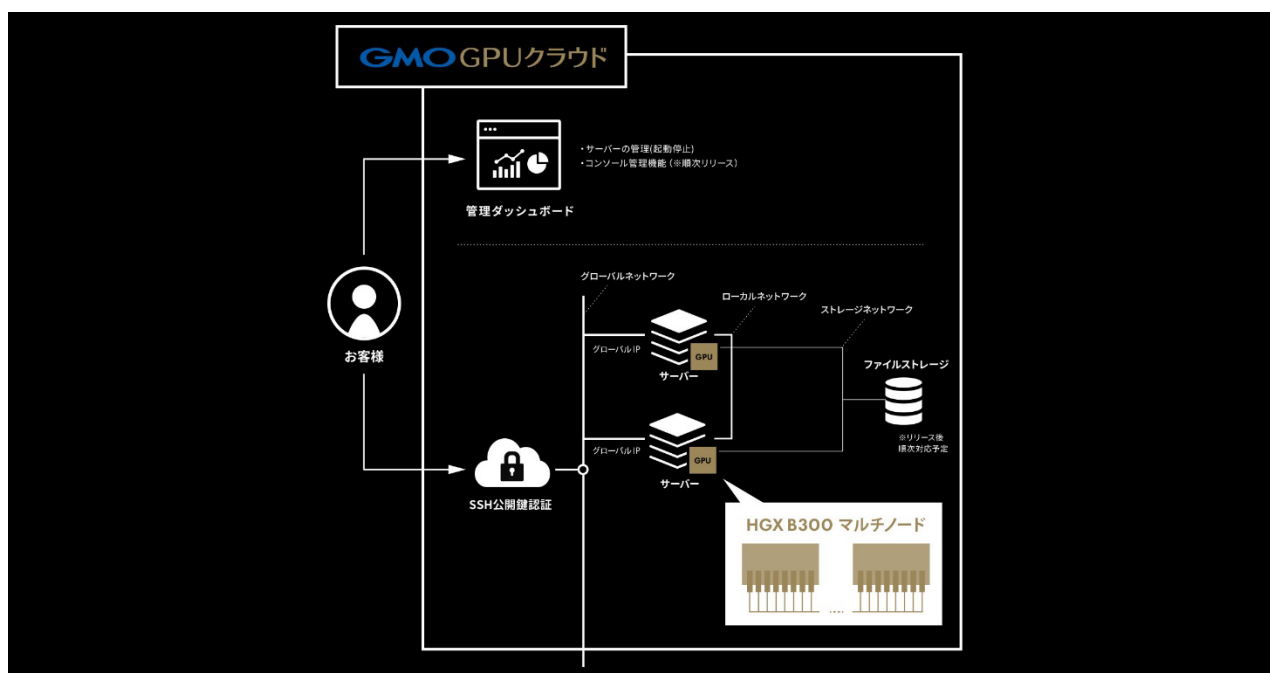 GMO GPUクラウド
・サーバーの管理(起動停止)
・コンソール管理機能（※順次リリース）
管理ダッシュボード
グローバルネットワーク
ローカルネットワーク
ストレージネットワーク
お客様
グローバルIP
GPU
サーバー
ファイルストレージ
※リリース後
順次対応予定
グローバルIP
GPU
サーバー
SSH公開鍵認証
HGX B300 マルチノード